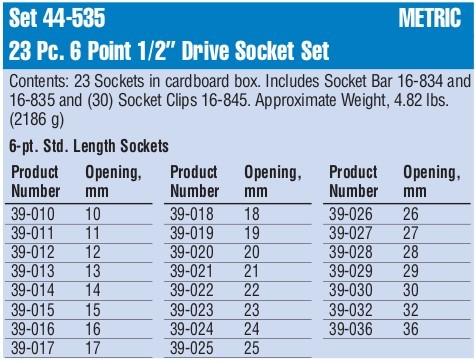 Set 44-535 METRIC
23 Pc. 6 Point 1/2" Drive Socket Set
Contents: 23 Sockets in cardboard box. Includes Socket Bar 16-834 and
16-835 and (30) Socket Clips 16-845. Approximate Weight, 4.82 lbs.
(2186 g)
6-pt. Std. Length Sockets
Product Opening, Product Opening, Product Opening,
Number mm Number mm Number mm
39-010 10 39-018 18 39-026 26
39-011 11 39-019 19 39-027 27
39-012 12 39-020 20 39-028 28
39-013 13 39-021 21 39-029 29
39-014 14 39-022 22 39-030 30
39-015 15 39-023 23 39-032 32
39-016 16 39-024 24 39-036 36
39-017 17 39-025 25